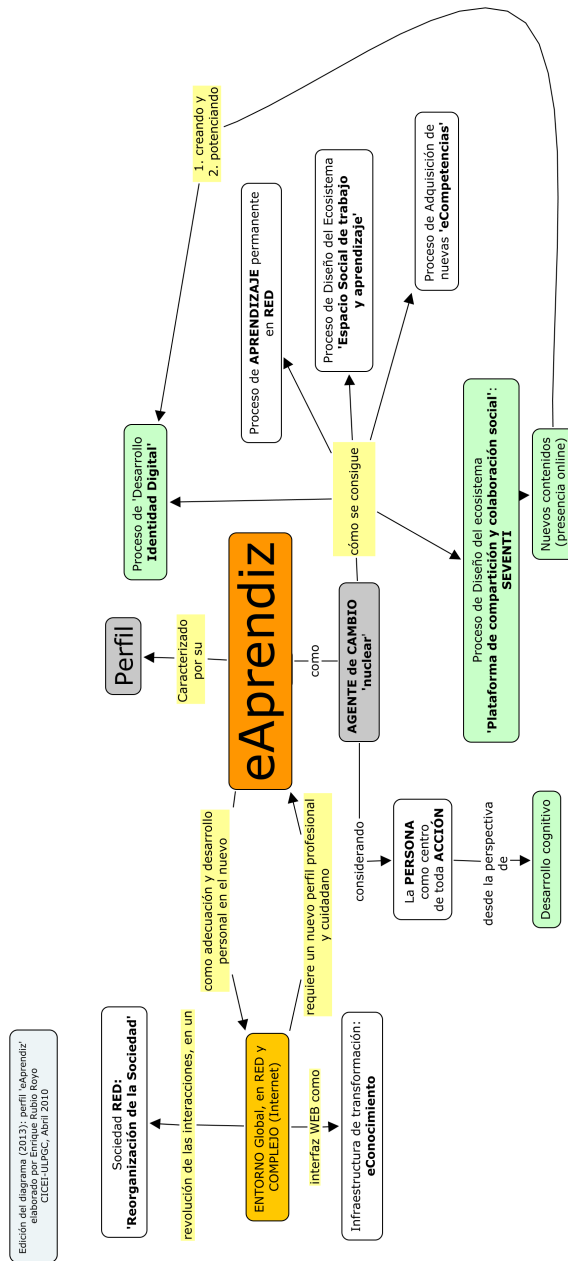 Edición del diagrama (2013): perfil 'eAprendiz'
elaborado por Enrique Rubio Royo
CICEI-ULPGC, Abril 2010
Sociedad RED:
'Reorganización de la Sociedad'
revolución de las interacciones, en un
ENTORNO Global, en RED y
COMPLEJO (Internet)
interfaz WEB como
Infraestructura de transformación:
eConocimiento
como adecuación y desarrollo
personal en el nuevo
requiere un nuevo perfil profesional
y cuidadano
Perfil
Caracterizado
por su
eAprendiz
como
AGENTE de CAMBIO
'nuclear'
considerando
La PERSONA
como centro
de toda ACCIÓN
desde la perspectiva
de
Desarrollo cognitivo
cómo se consigue
Proceso de 'Desarrollo
Identidad Digital'
1. creando y
2. potenciando
Proceso de APRENDIZAJE permanente
en RED
Proceso de Diseño del Ecosistema
'Espacio Social de trabajo
y aprendizaje'
Proceso de Adquisición de
nuevas 'eCompetencias'
Proceso de Diseño del ecosistema
'Plataforma de compartición y colaboración social':
SEVENTI
Nuevos contenidos
(presencia online)